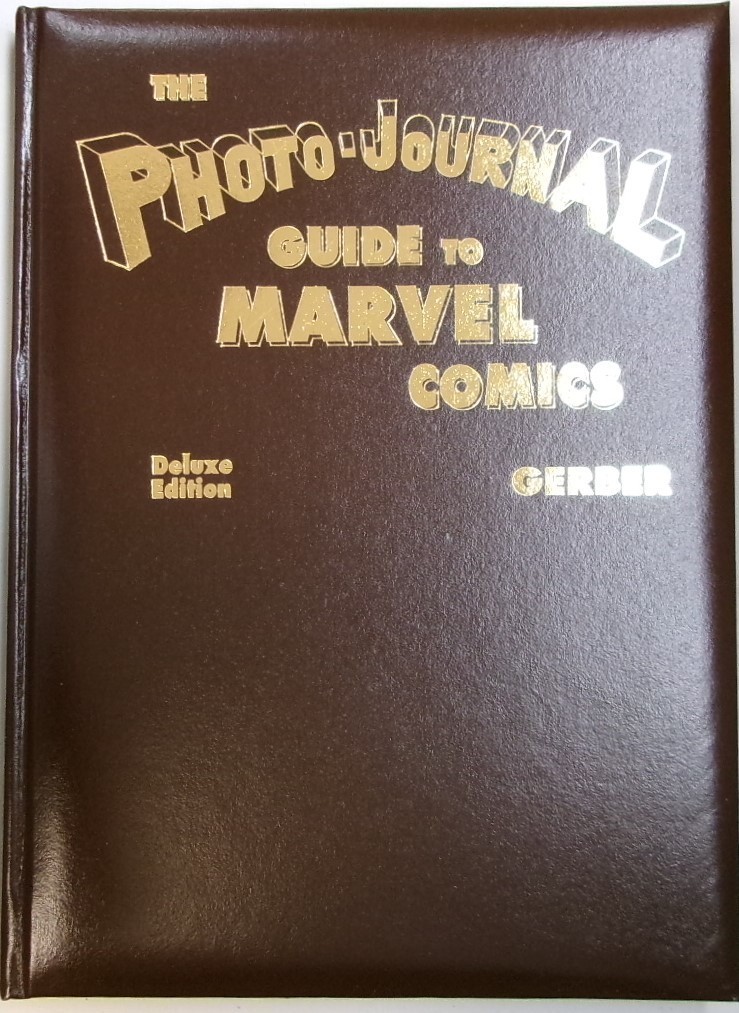 THE
PHOTO-JOURNAL
GUIDE TO
MARVEL
COMICS
Deluxe
Edition
GERBER